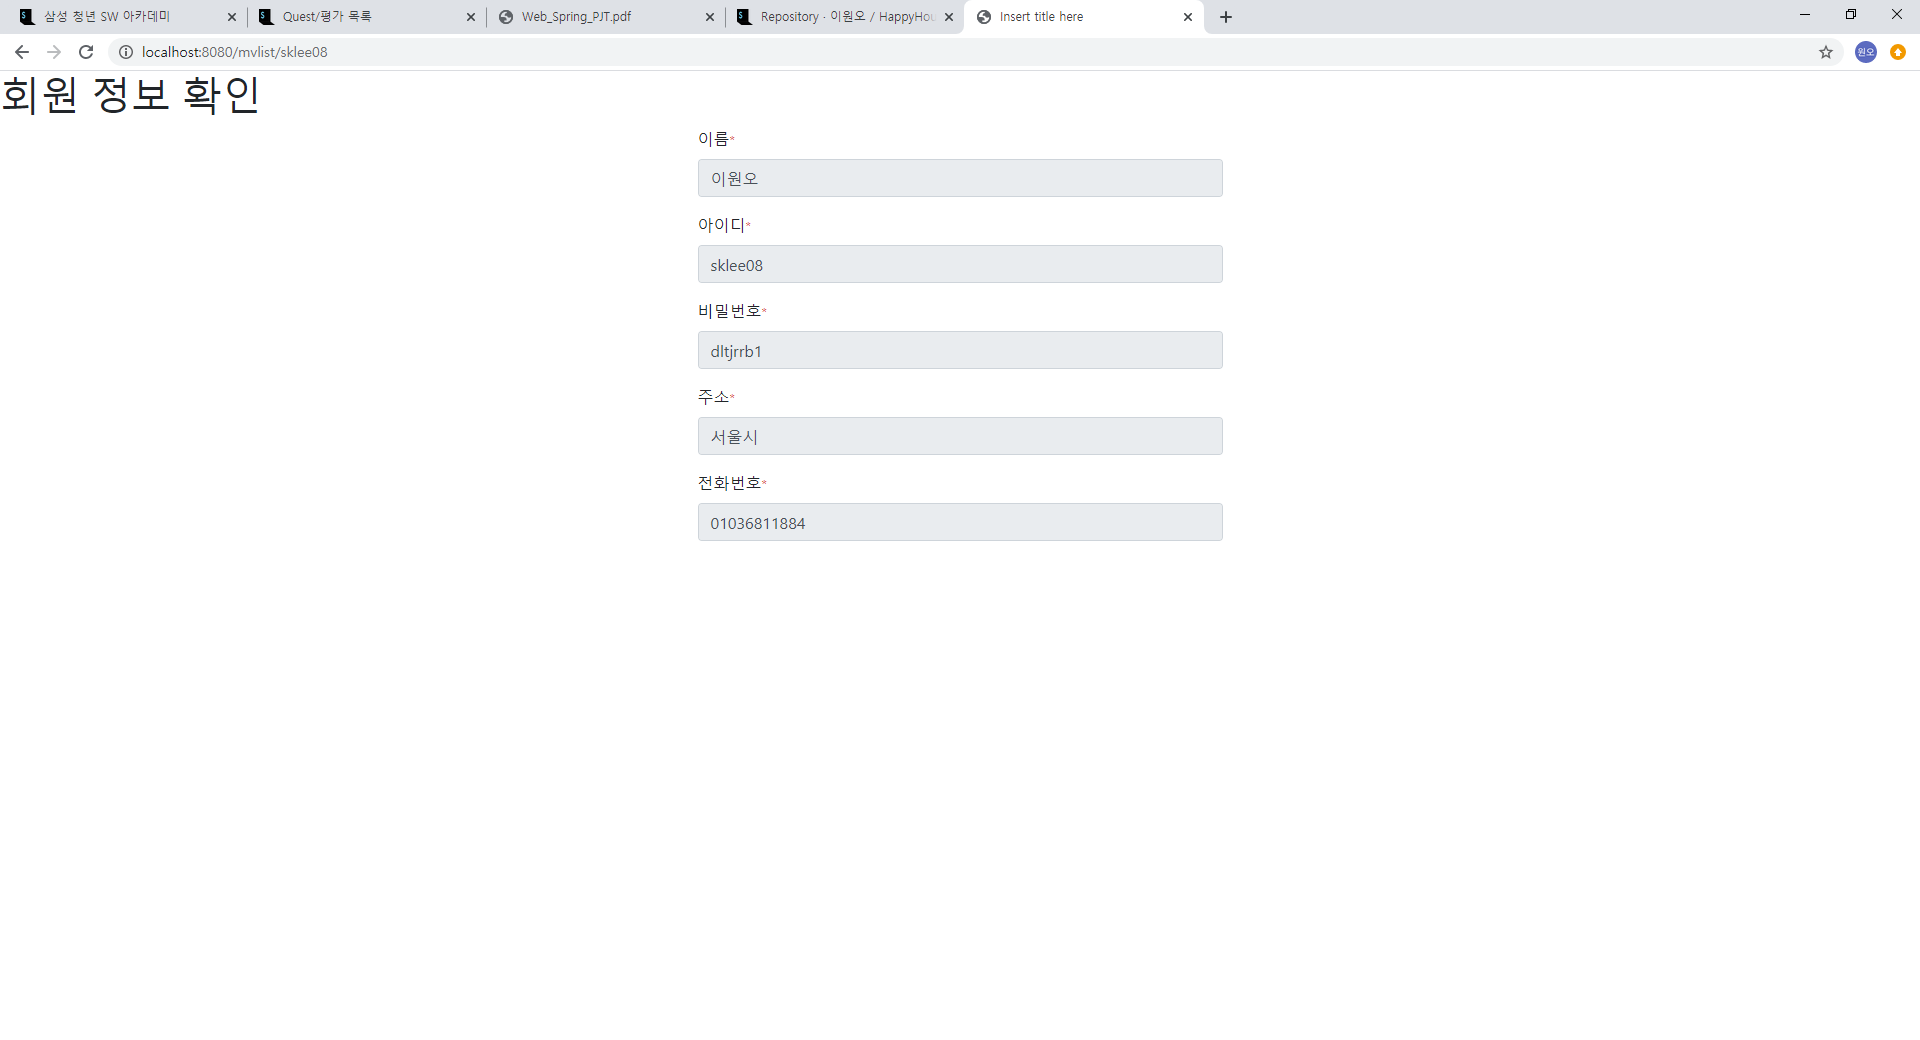 삼성 청년 SW 아카데미
Quest/평가 목록
Web_Spring_PJT.pdf
Repository · 이원오 / HappyHou
Insert title here
localhost:8080/mvlist/sklee08
원오
회원 정보 확인
이름*
이원오
아이디*
sklee08
비밀번호*
dltjrrb1
주소*
서울시
전화번호*
01036811884